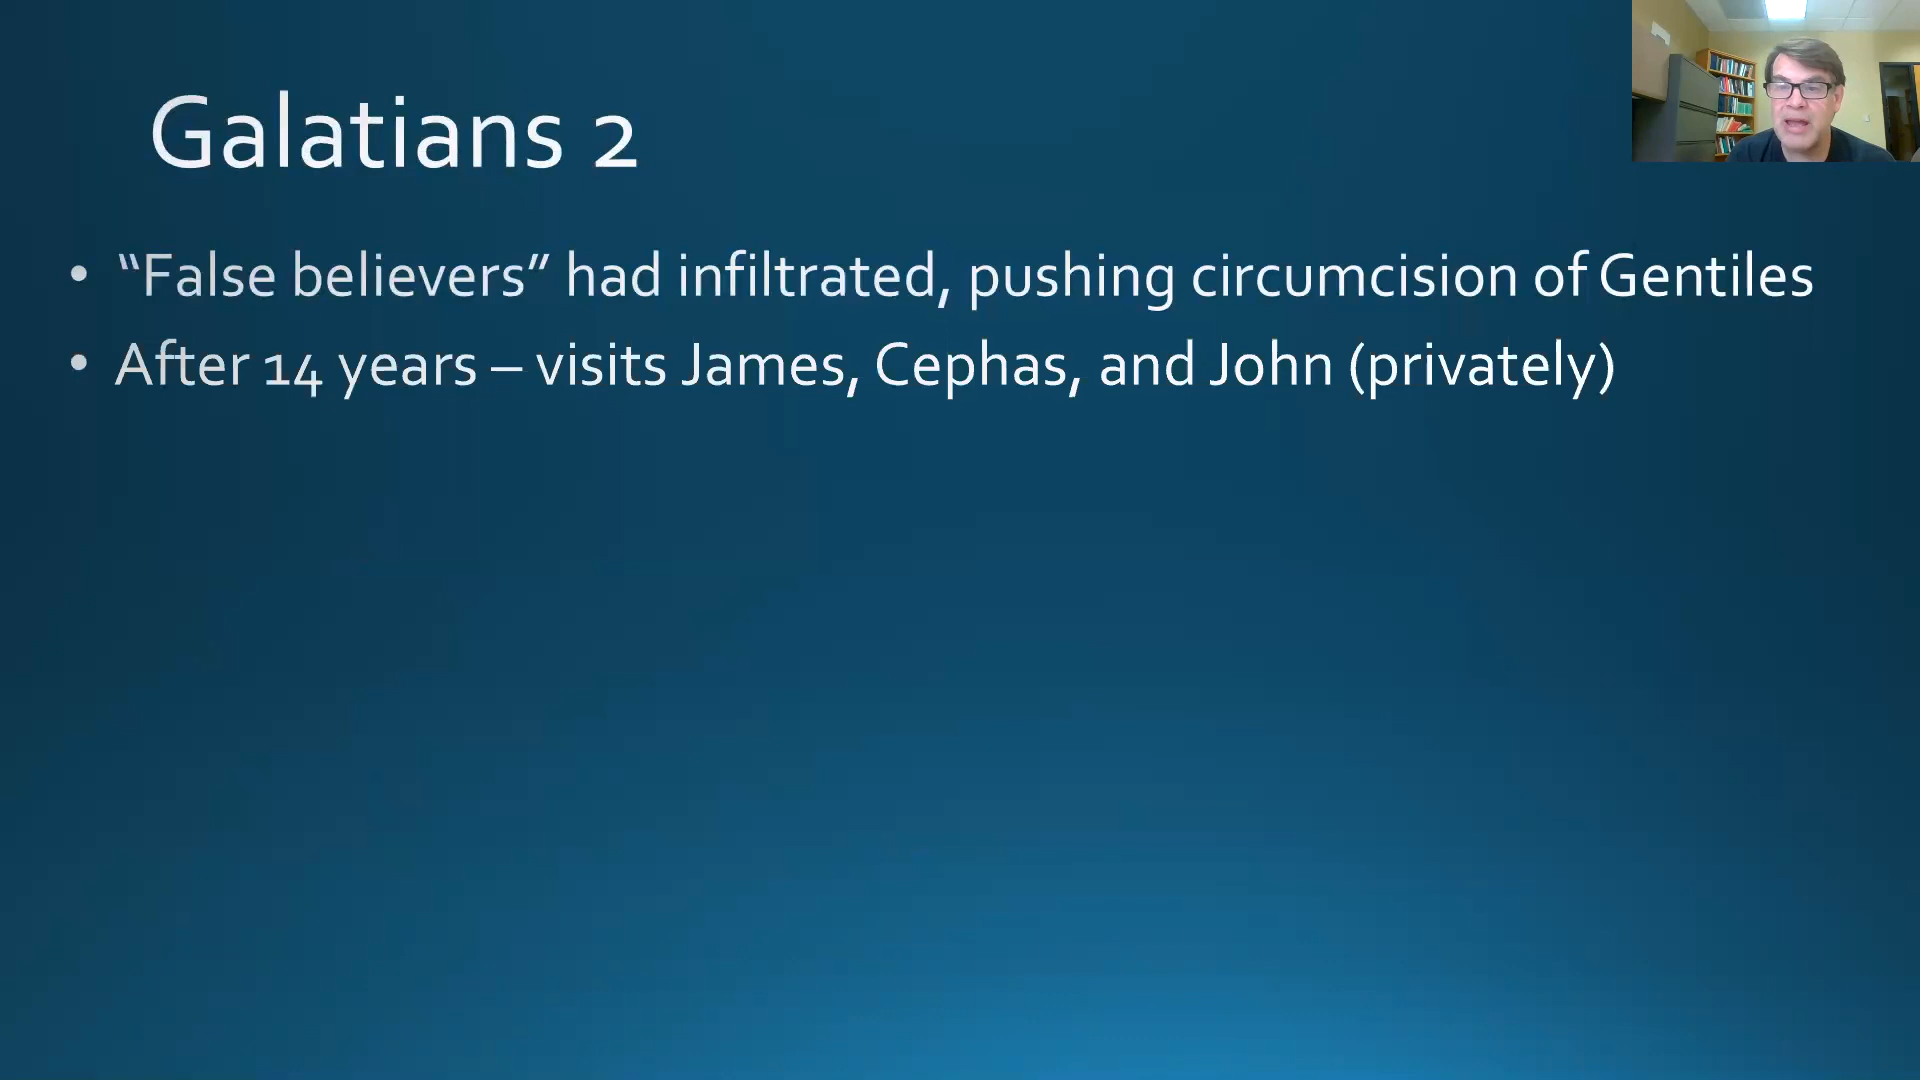 Galatians 2
• “False believers” had infiltrated, pushing circumcision of Gentiles
• After 14 years – visits James, Cephas, and John (privately)